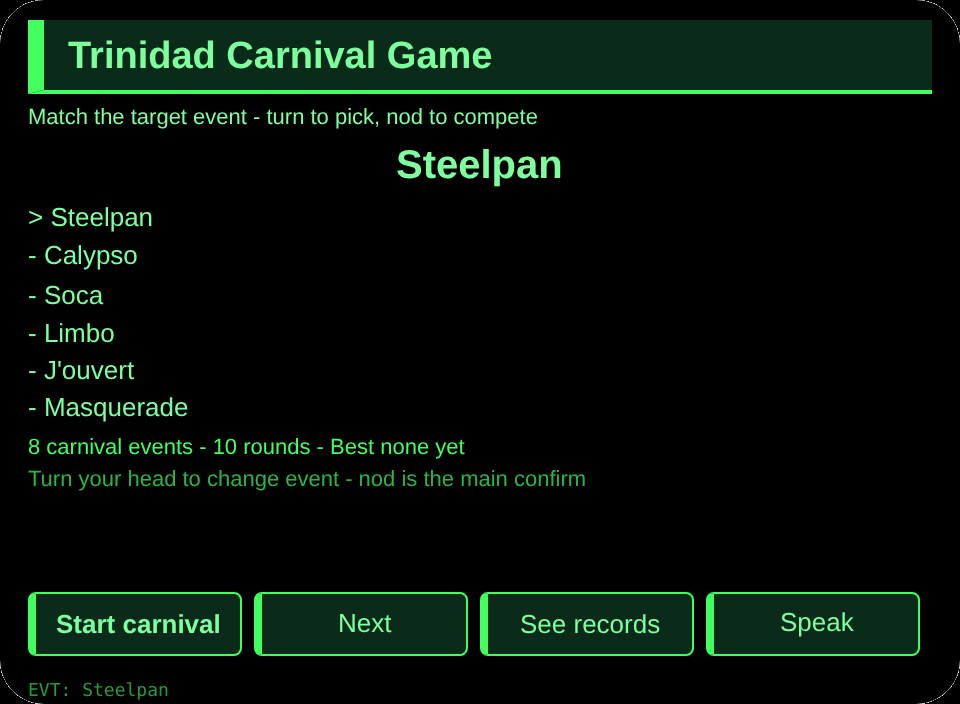 Trinidad Carnival Game
Match the target event - turn to pick, nod to compete
Steelpan
> Steelpan
- Calypso
- Soca
- Limbo
- J'ouvert
- Masquerade
8 carnival events - 10 rounds - Best none yet
Turn your head to change event - nod is the main confirm
Start carnival
Next
See records
Speak
EVT: Steelpan